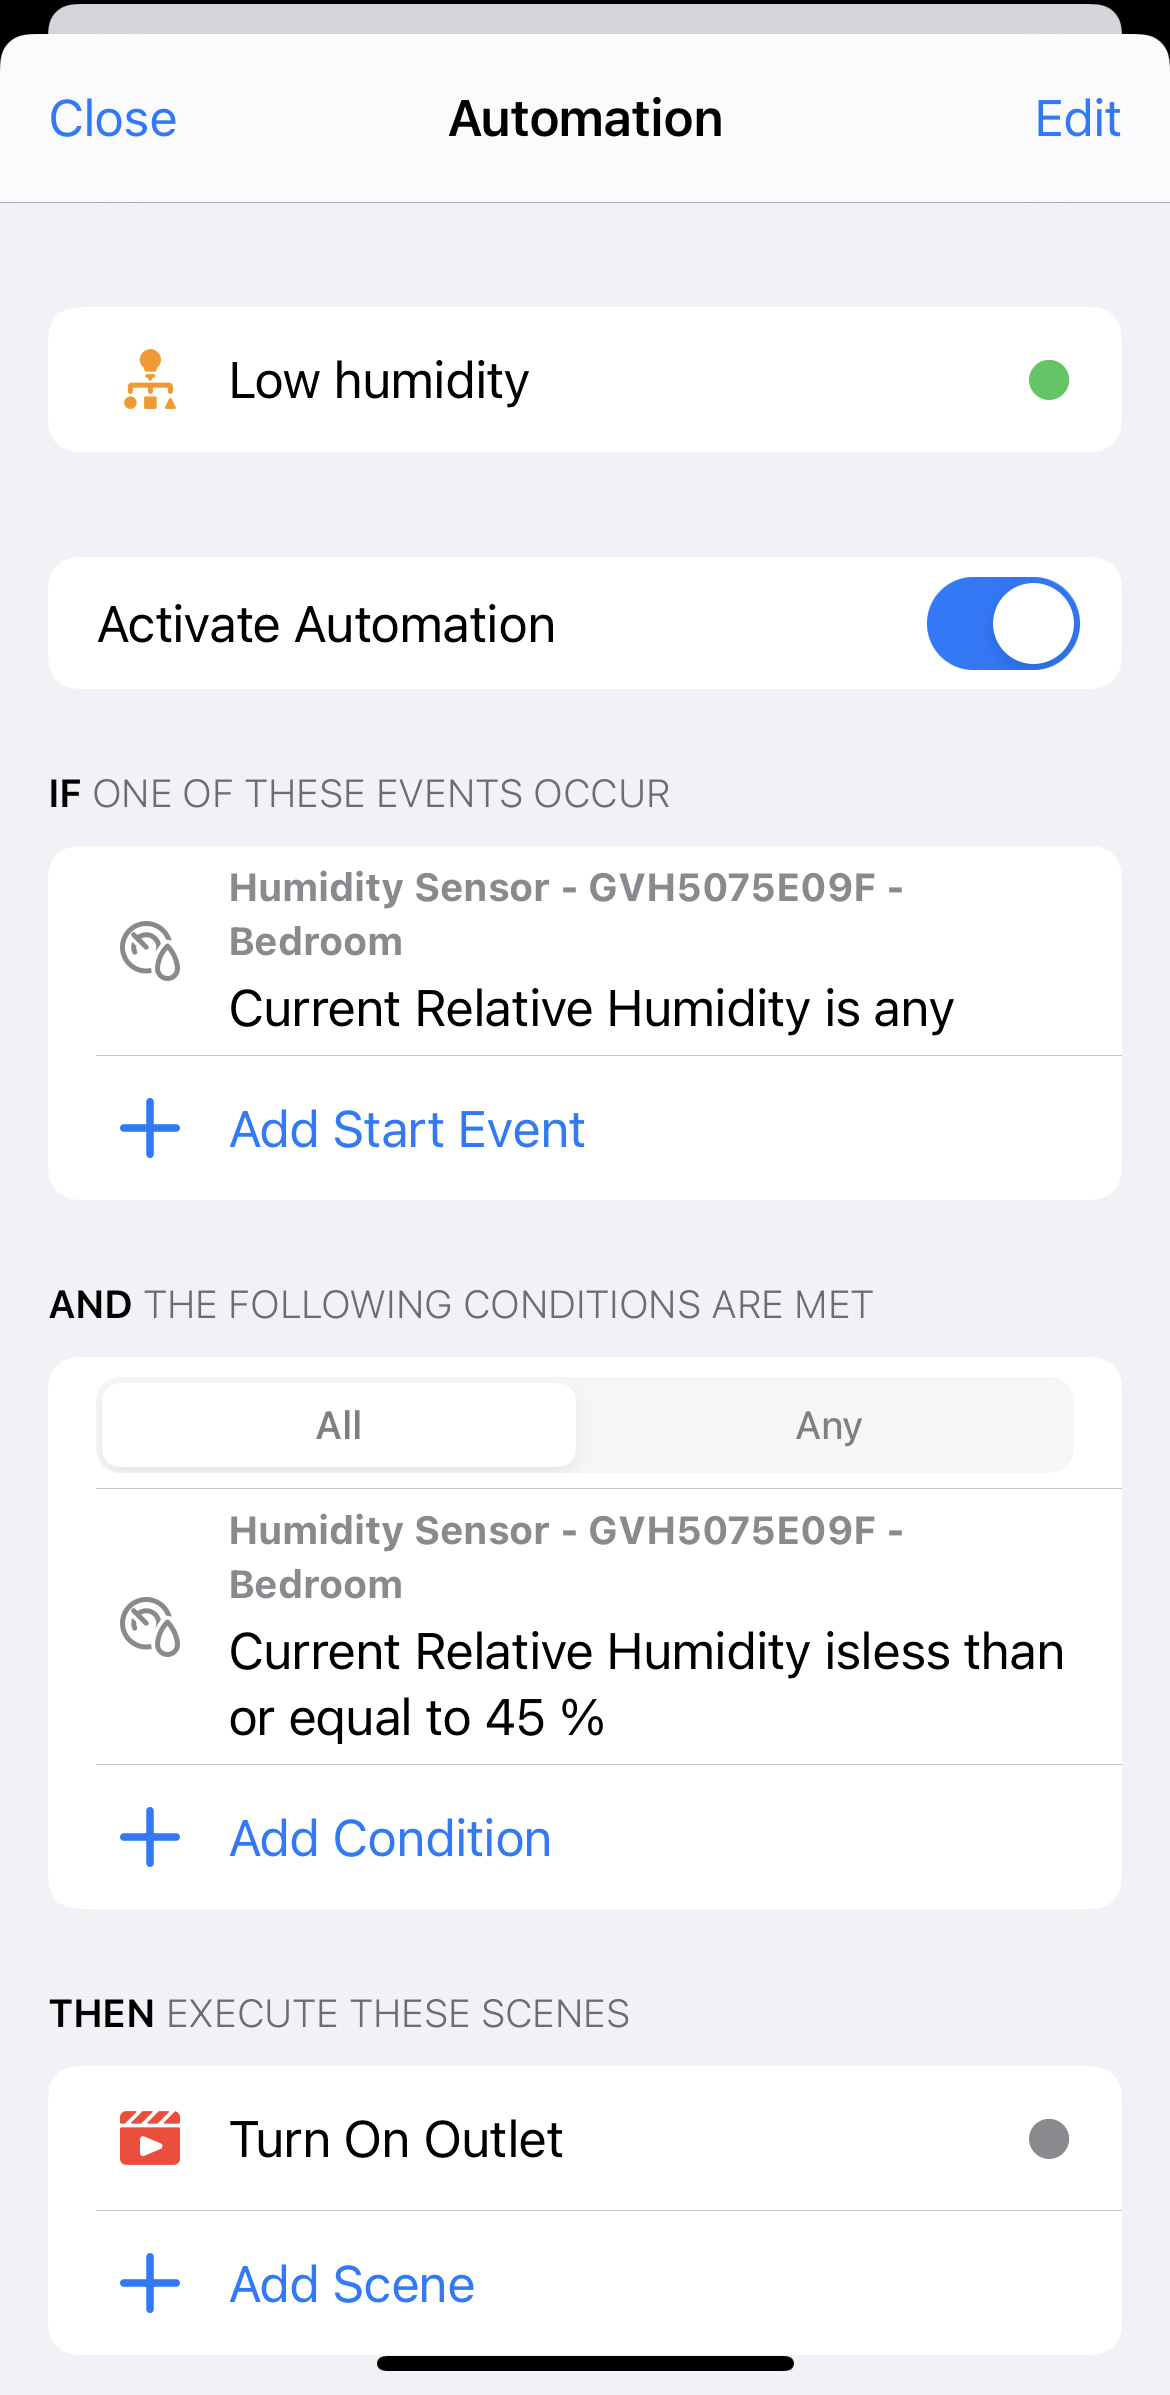 Close Automation Edit
Low humidity
Activate Automation
IF ONE OF THESE EVENTS OCCUR
Humidity Sensor - GVH5075E09F -
Bedroom
Current Relative Humidity is any
Add Start Event
AND THE FOLLOWING CONDITIONS ARE MET
All Any
Humidity Sensor - GVH5075E09F -
Bedroom
Current Relative Humidity isless than
or equal to 45 %
Add Condition
THEN EXECUTE THESE SCENES
Turn On Outlet
Add Scene